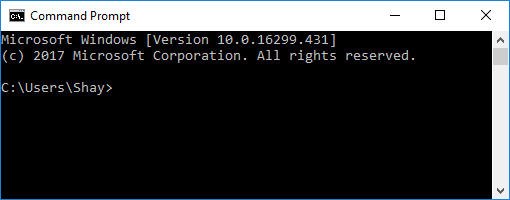 Command Prompt
Microsoft Windows [Version 10.0.16299.431]
(c) 2017 Microsoft Corporation. All rights reserved.
C:\Users\Shay>